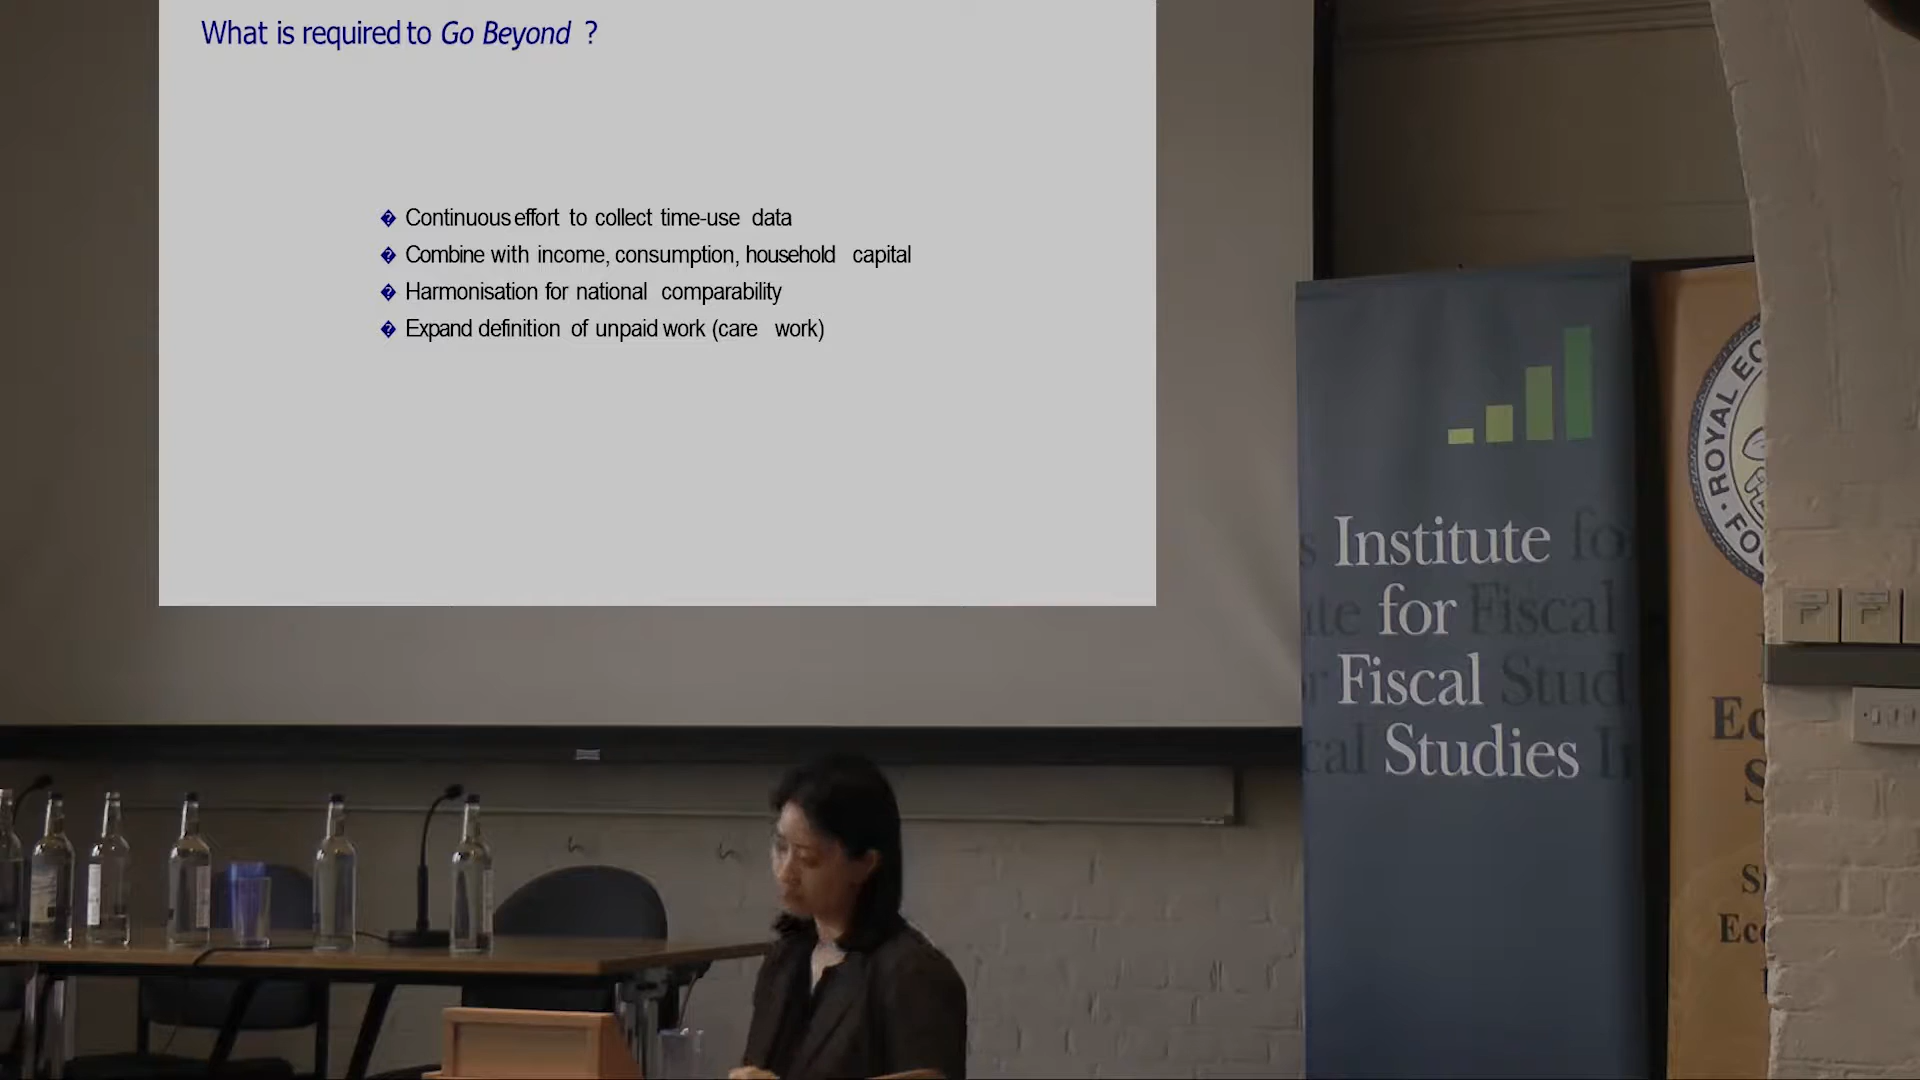 What is required to Go Beyond ?
Continuous effort to collect time-use data
Combine with income, consumption, household capital
Harmonisation for national comparability
Expand definition of unpaid work (care work)
Institute
for
Fiscal
Studies
ROYAL